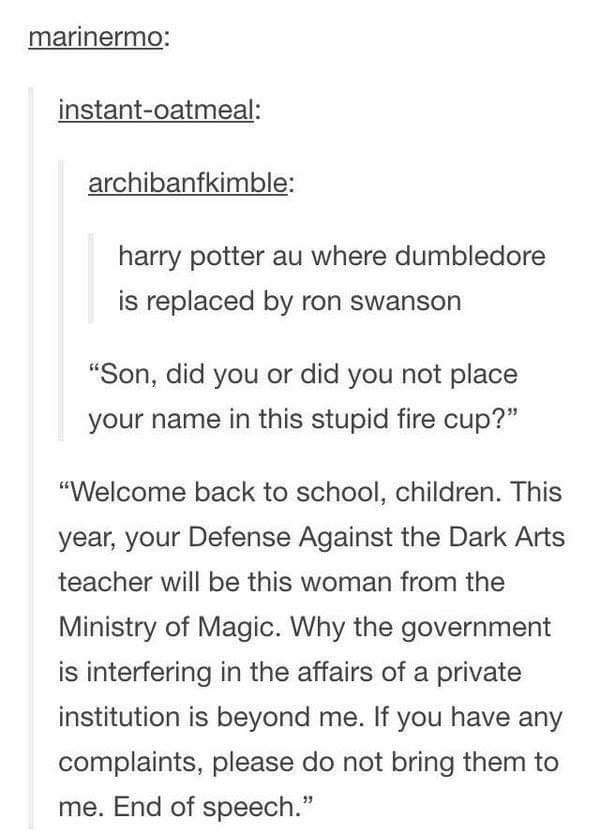 marinermo:
instant-oatmeal:
archibanfkimble:
harry potter au where dumbledore
is replaced by ron swanson
“Son, did you or did you not place
your name in this stupid fire cup?”
“Welcome back to school, children. This
year, your Defense Against the Dark Arts
teacher will be this woman from the
Ministry of Magic. Why the government
is interfering in the affairs of a private
institution is beyond me. If you have any
complaints, please do not bring them to
me. End of speech.”